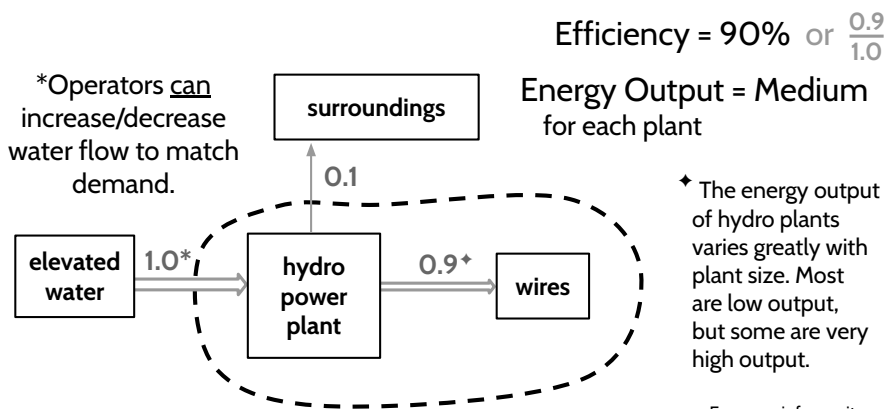 Efficiency = 90% or 0.9/1.0
*Operators can
increase/decrease
water flow to match
demand.
surroundings
Energy Output = Medium
for each plant
0.1
✦ The energy output
of hydro plants
varies greatly with
plant size. Most
are low output,
but some are very
high output.
elevated
water
1.0*
hydro
power
plant
0.9✦
wires